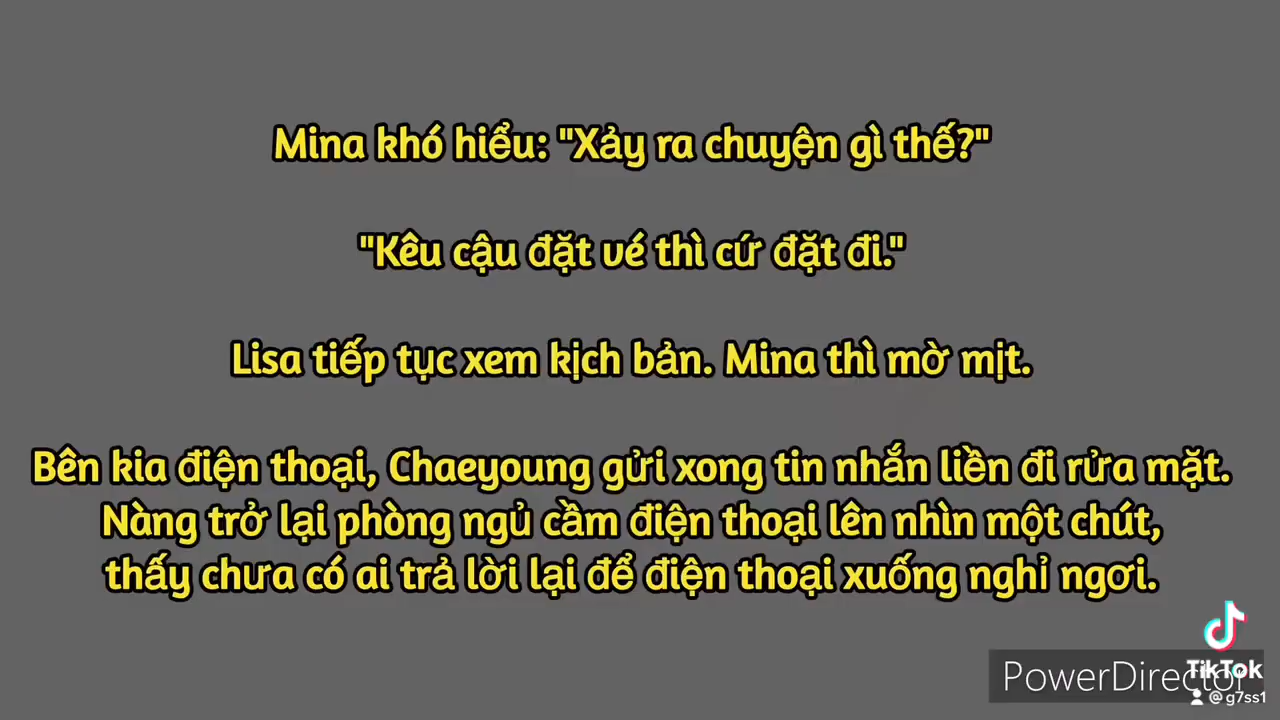 Mina khó hiểu: "Xảy ra chuyện gì thế?"
"Kêu cậu đặt vé thì cứ đặt đi."
Lisa tiếp tục xem kịch bản. Mina thì mờ mịt.
Bên kia điện thoại, Chaeyoung gửi xong tin nhắn liền đi rửa mặt.
Nàng trở lại phòng ngủ cầm điện thoại lên nhìn một chút,
thấy chưa có ai trả lời lại để điện thoại xuống nghỉ ngơi.
PowerDirector
TikTok
@g7ss1